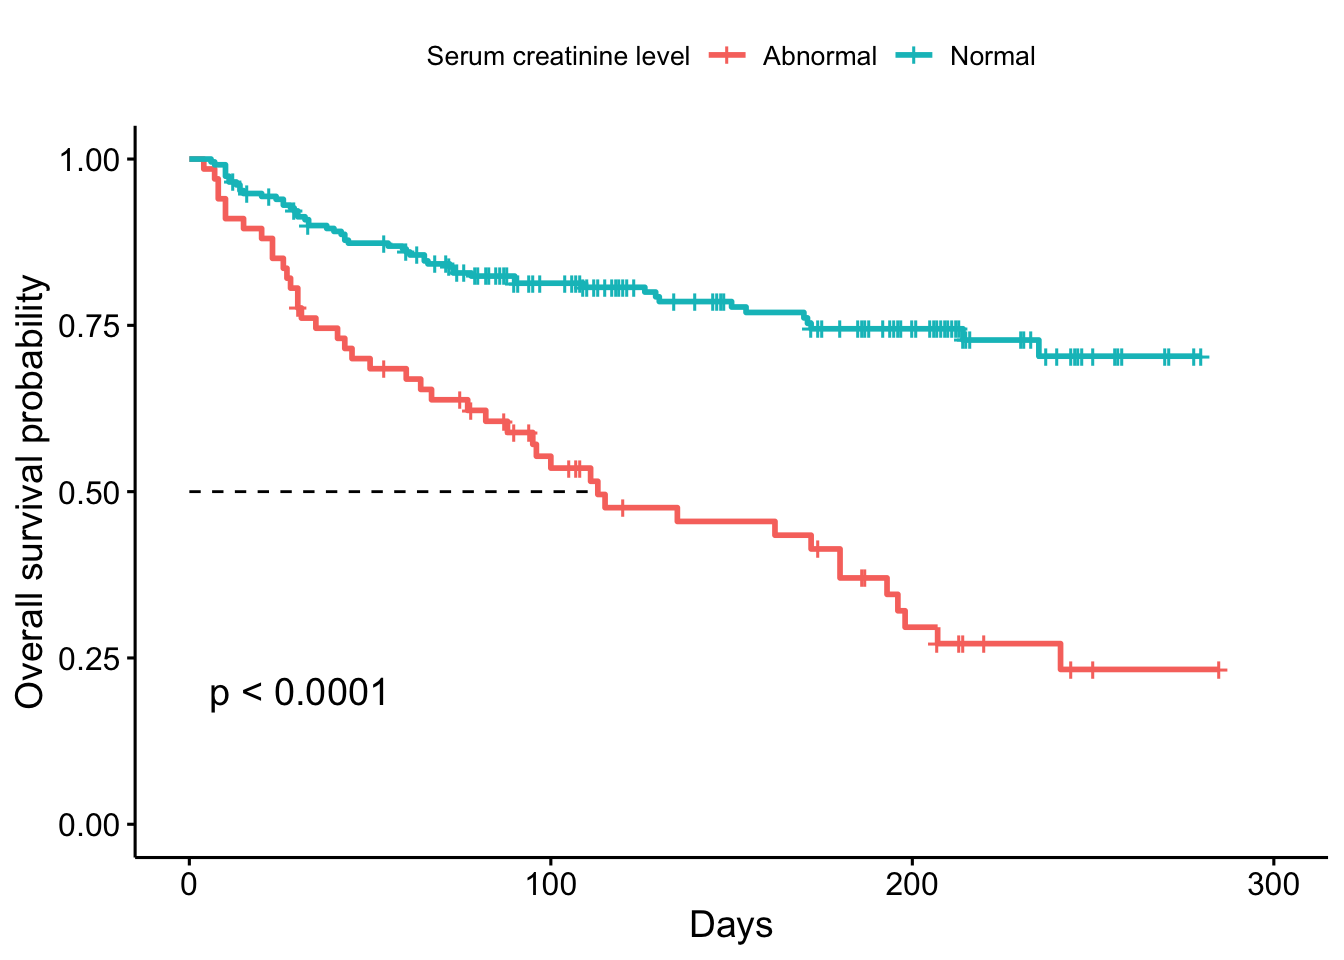 Serum creatinine level Abnormal Normal
Overall survival probability
1.00
0.75
0.50
0.25
0.00
p < 0.0001
0 100 200 300
Days